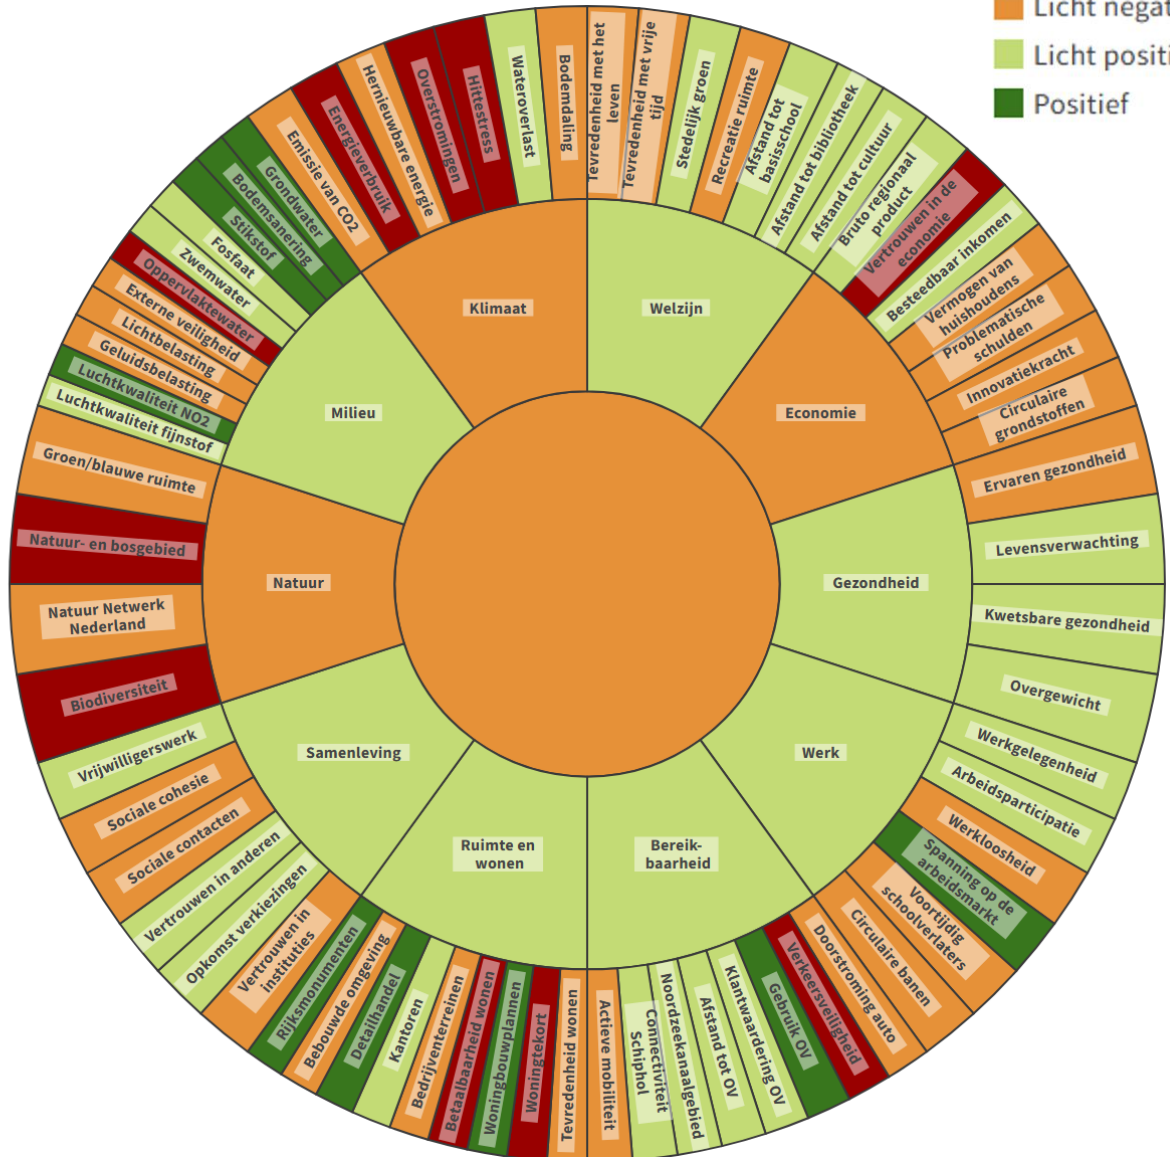 Licht negat
Licht positi
Positief
Tevredenheid met het
leven
Tevredenheid met vrije
tijd
Stedelijk groen
Recreatie ruimte
Afstand tot
basisschool
Afstand tot bibliotheek
Afstand tot cultuur
Bruto regionaal
product
Vertrouwen in de
economie
Besteedbaar inkomen
Vermogen van
huishoudens
Problematische
schulden
Innovatiekracht
Circulaire
grondstoffen
Ervaren gezondheid
Levensverwachting
Kwetsbare gezondheid
Overgewicht
Werkgelegenheid
Arbeidsparticipatie
Werkloosheid
Spanning op de
arbeidsmarkt
Voortijdig
schoolverlaters
Circulaire banen
Doorstroming auto
Verkeersveiligheid
Gebruik OV
Klantwaardering OV
Afstand tot OV
Noordzeekanaalgebied
Connectiviteit
Schiphol
Actieve mobiliteit
Tevredenheid wonen
Woningtekort
Woningbouwplannen
Betaalbaarheid wonen
Bedrijventerreinen
Kantoren
Detailhandel
Bebouwde omgeving
Rijksmonumenten
Vertrouwen in
instituties
Opkomst verkiezingen
Vertrouwen in anderen
Sociale contacten
Sociale cohesie
Vrijwilligerswerk
Biodiversiteit
Natuur Netwerk
Nederland
Natuur- en bosgebied
Groen/blauwe ruimte
Luchtkwaliteit fijnstof
Luchtkwaliteit NO2
Geluidsbelasting
Lichtbelasting
Externe veiligheid
Oppervlaktewater
Zwemwater
Fosfaat
Stikstof
Bodemsanering
Grondwater
Emissie van CO2
Energieverbruik
Hernieuwbare energie
Overstromingen
Hittestress
Wateroverlast
Bodemdaling
Klimaat
Welzijn
Economie
Gezondheid
Werk
Bereik-
baarheid
Ruimte en
wonen
Samenleving
Natuur
Milieu